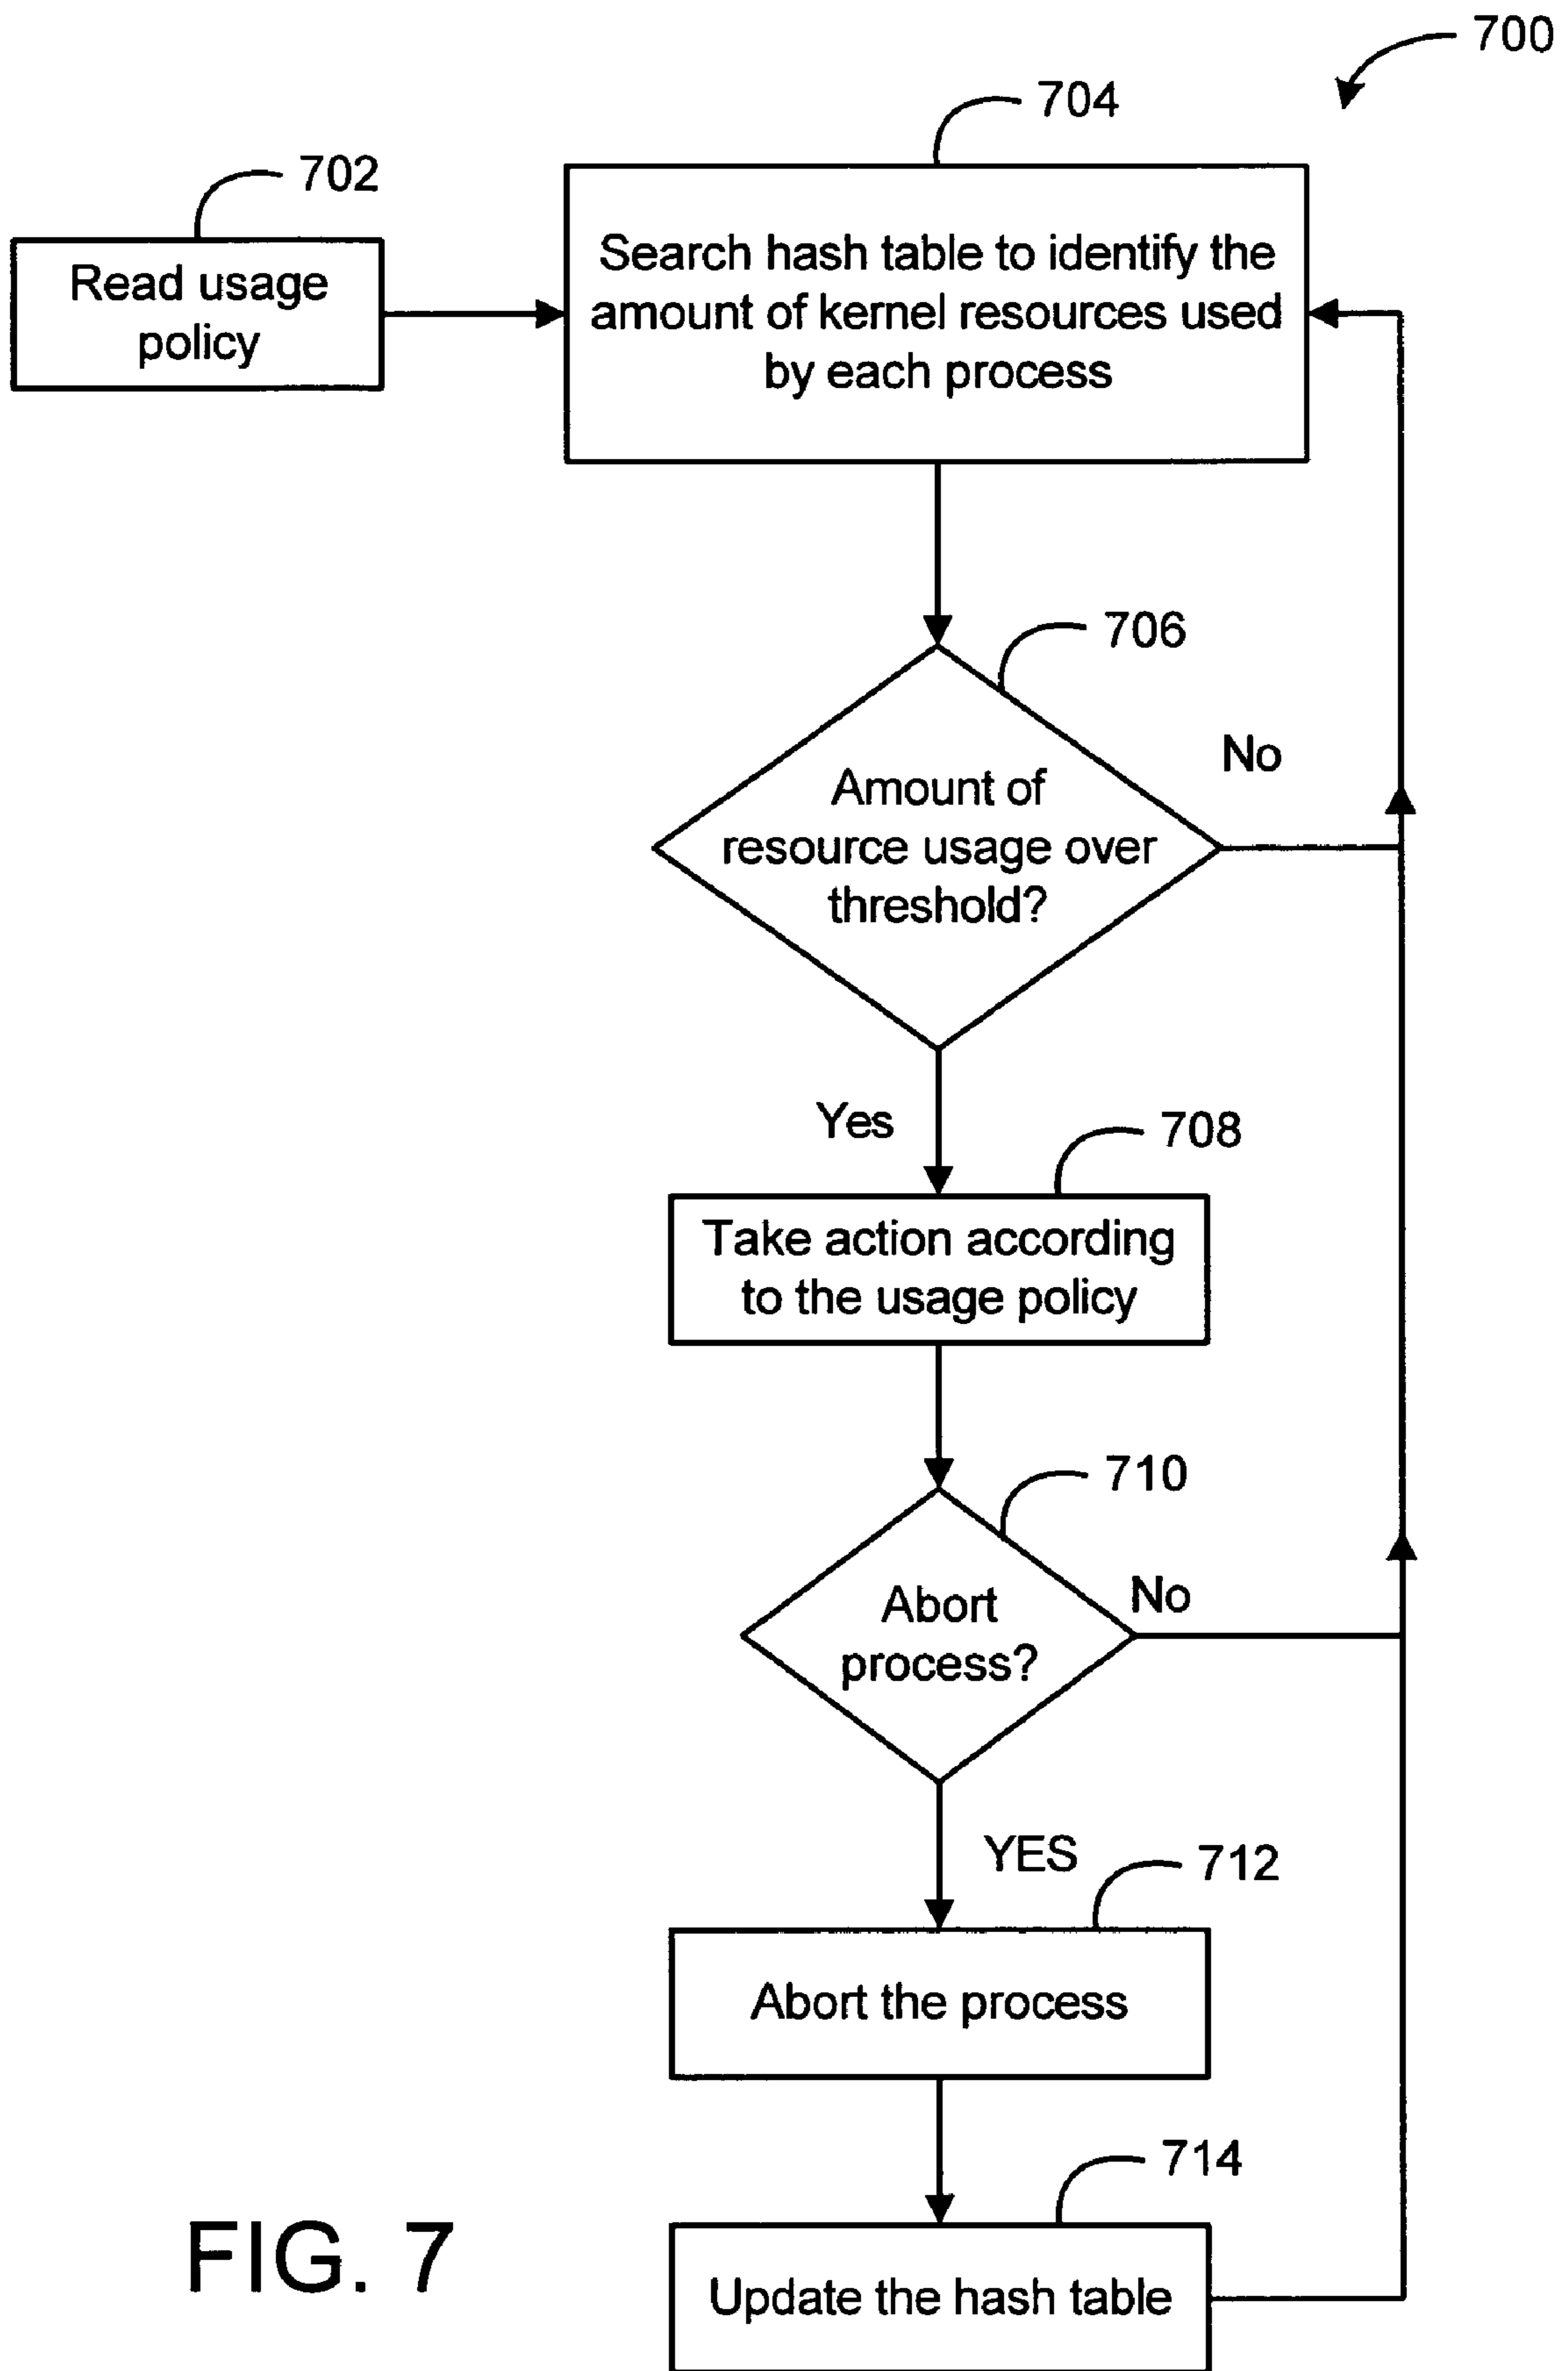 700
704
702
Read usage
policy
Search hash table to identify the
amount of kernel resources used
by each process
706
No
Amount of
resource usage over
threshold?
Yes
708
Take action according
to the usage policy
710
No
Abort
process?
YES
712
Abort the process
714
Update the hash table
FIG. 7